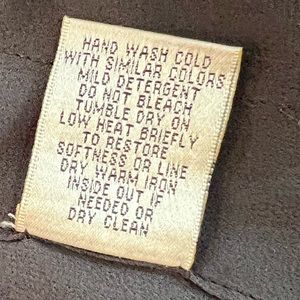 HAND WASH COLD
WITH SIMILAR COLORS
MILD DETERGENT
DO NOT BLEACH
TUMBLE DRY ON
LOW HEAT BRIEFLY
TO RESTORE
SOFTNESS OR LINE
DRY WARM IRON
INSIDE OUT IF
NEEDED OR
DRY CLEAN